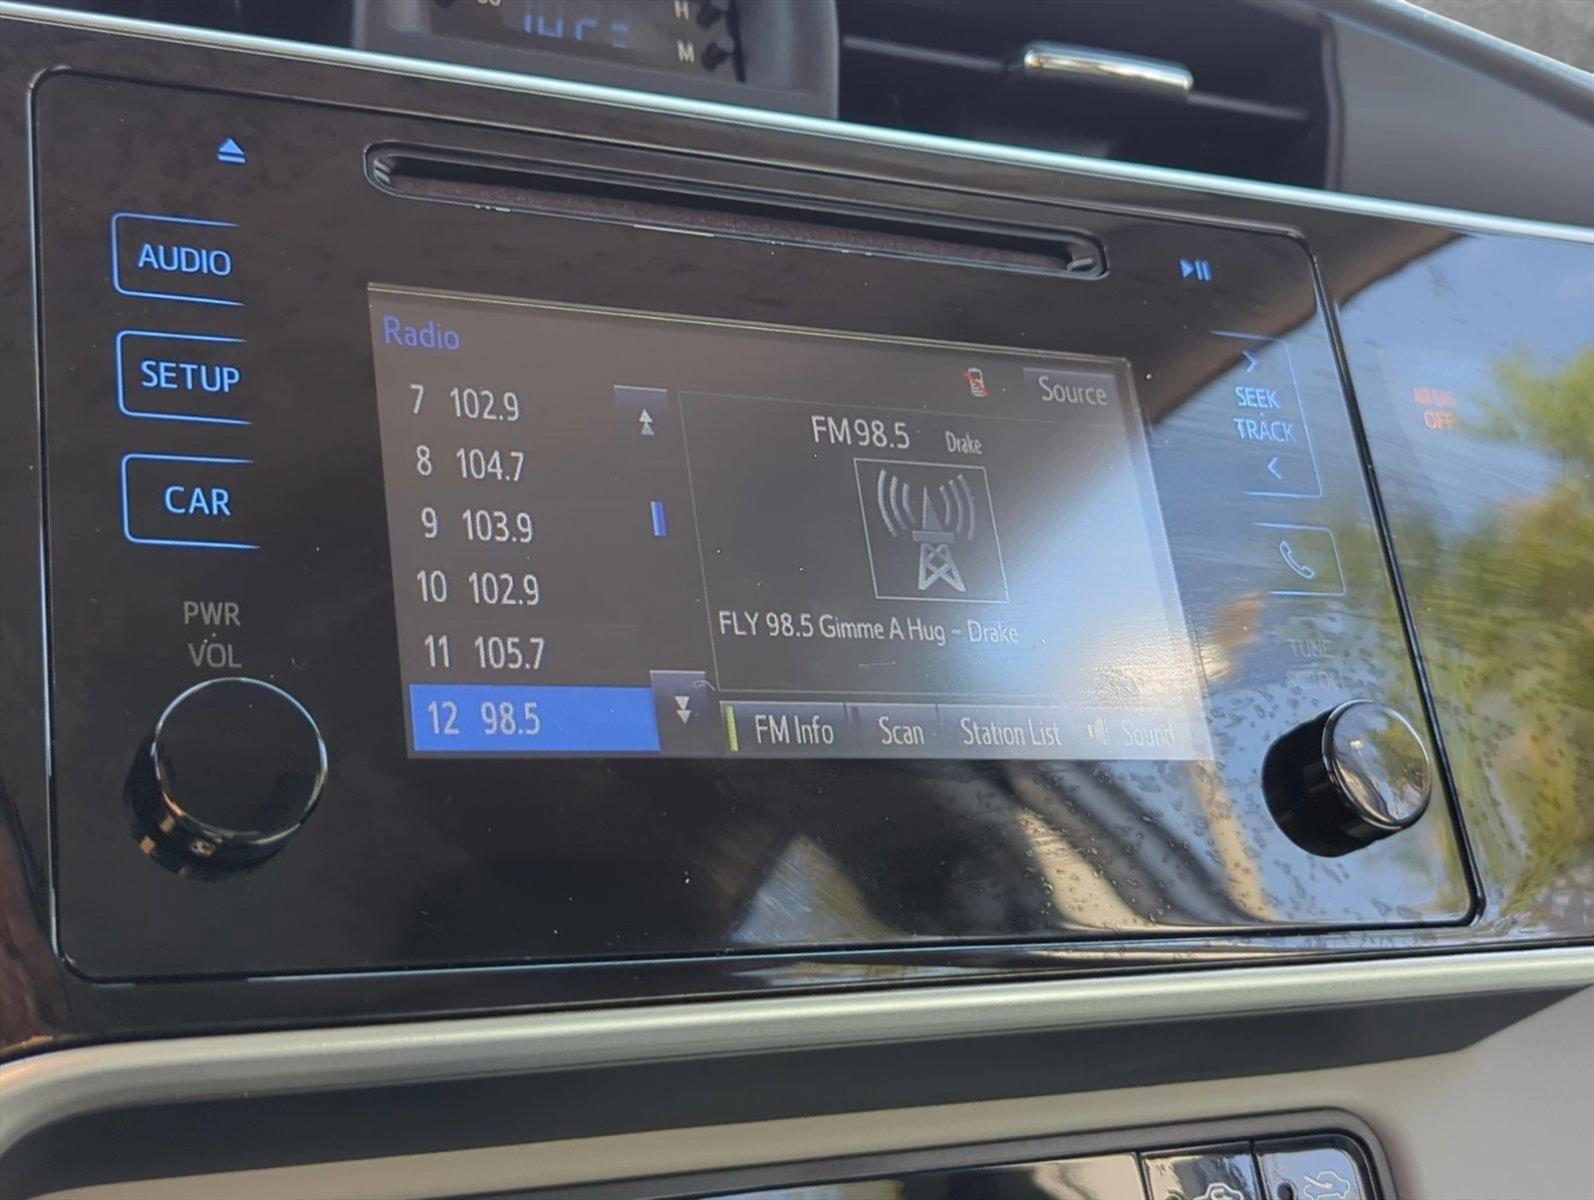 H
M
AUDIO
SETUP
CAR
PWR
VOL
Radio
7 102.9
8 104.7
9 103.9
10 102.9
11 105.7
12 98.5
Source
FM 98.5 Drake
FLY 98.5 Gimme A Hug - Drake
FM Info Scan Station List Sound
SEEK
TRACK
AIR BAG
OFF
TUNE